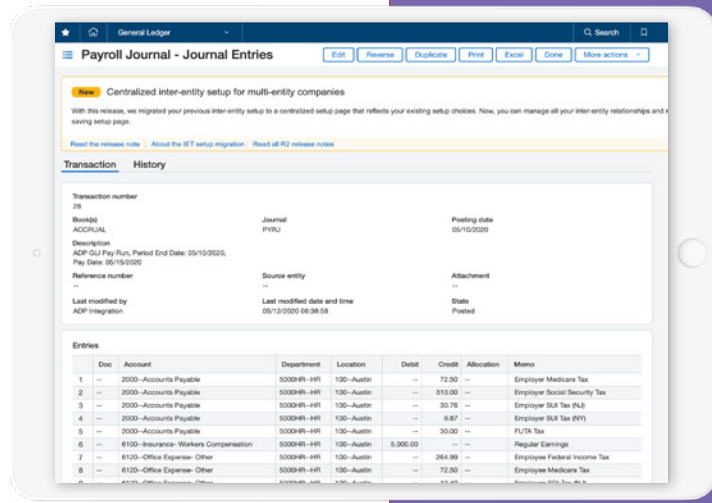 General Ledger
Search
Payroll Journal - Journal Entries
Edit
Reverse
Duplicate
Print
Excel
Done
More actions
New Centralized inter-entity setup for multi-entity companies
With this release, we migrated your previous inter-entity setup to a centralized setup page that reflects your existing setup choices. Now, you can manage all your inter-entity relationships and
saving setup page.
Read the release note | About the IET setup migration | Read all R2 release notes
Transaction History
Transaction number
28
Book(s) Journal Posting date
ACCRUAL PYRJ 05/10/2020
Description
ADP GLI Pay Run, Period End Date: 05/10/2020,
Pay Date: 05/15/2020
Reference number Source entity Attachment
-- -- --
Last modified by Last modified date and time State
ADP Integration 05/12/2020 08:38:58 Posted
Entries
Doc Account Department Location Debit Credit Allocation Memo
1 -- 2000--Accounts Payable 5000HR--HR 100--Austin -- 72.50 -- Employer Medicare Tax
2 -- 2000--Accounts Payable 5000HR--HR 100--Austin -- 310.00 -- Employer Social Security Tax
3 -- 2000--Accounts Payable 5000HR--HR 100--Austin -- 30.76 -- Employer SUI Tax (NJ)
4 -- 2000--Accounts Payable 5000HR--HR 100--Austin -- 9.87 -- Employer SUI Tax (NY)
5 -- 2000--Accounts Payable 5000HR--HR 100--Austin -- 30.00 -- FUTA Tax
6 -- 6100--Insurance- Workers Compensation 5000HR--HR 100--Austin 5,000.00 -- -- Regular Earnings
7 -- 6120--Office Expense- Other 5000HR--HR 100--Austin -- 264.99 -- Employee Federal Income Tax
8 -- 6120--Office Expense- Other 5000HR--HR 100--Austin -- 72.50 -- Employee Medicare Tax